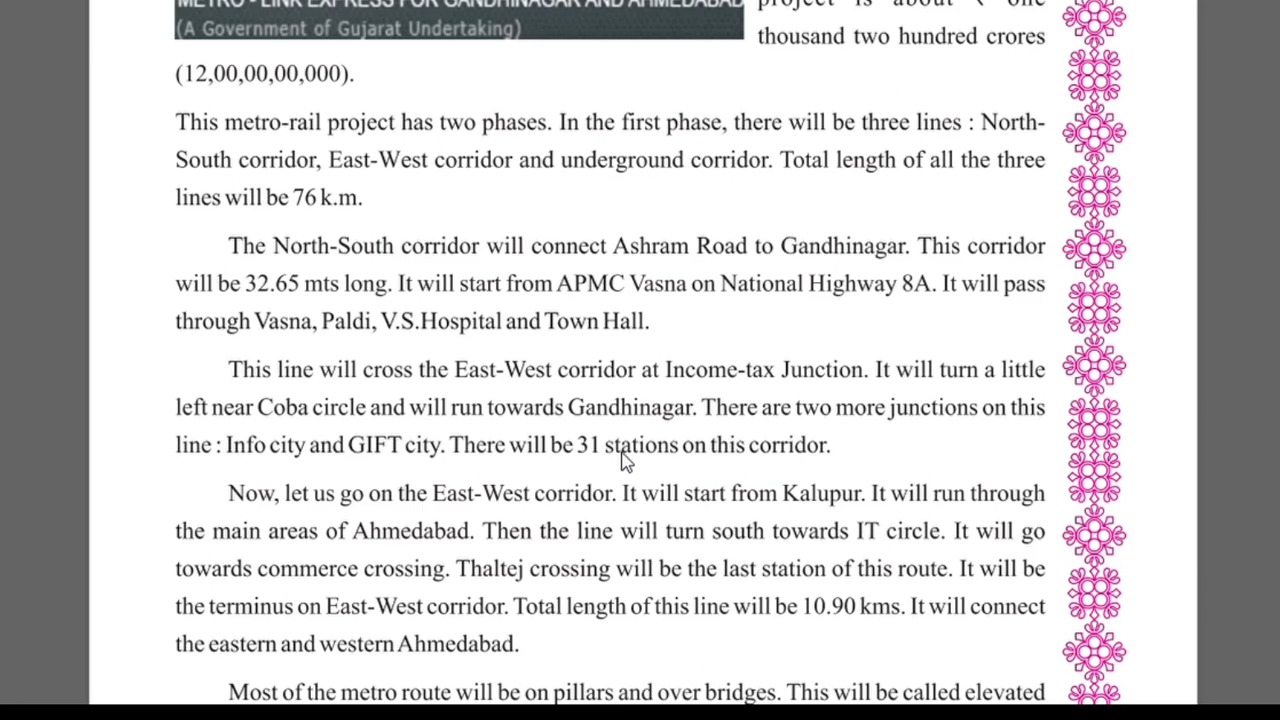 METRO - LINK EXPRESS FOR GANDHINAGAR AND AHMEDABAD
(A Government of Gujarat Undertaking)
project is about ₹ one
thousand two hundred crores
(12,00,00,00,000).
This metro-rail project has two phases. In the first phase, there will be three lines : North-
South corridor, East-West corridor and underground corridor. Total length of all the three
lines will be 76 k.m.
The North-South corridor will connect Ashram Road to Gandhinagar. This corridor
will be 32.65 mts long. It will start from APMC Vasna on National Highway 8A. It will pass
through Vasna, Paldi, V.S.Hospital and Town Hall.
This line will cross the East-West corridor at Income-tax Junction. It will turn a little
left near Coba circle and will run towards Gandhinagar. There are two more junctions on this
line : Info city and GIFT city. There will be 31 stations on this corridor.
Now, let us go on the East-West corridor. It will start from Kalupur. It will run through
the main areas of Ahmedabad. Then the line will turn south towards IT circle. It will go
towards commerce crossing. Thaltej crossing will be the last station of this route. It will be
the terminus on East-West corridor. Total length of this line will be 10.90 kms. It will connect
the eastern and western Ahmedabad.
Most of the metro route will be on pillars and over bridges. This will be called elevated